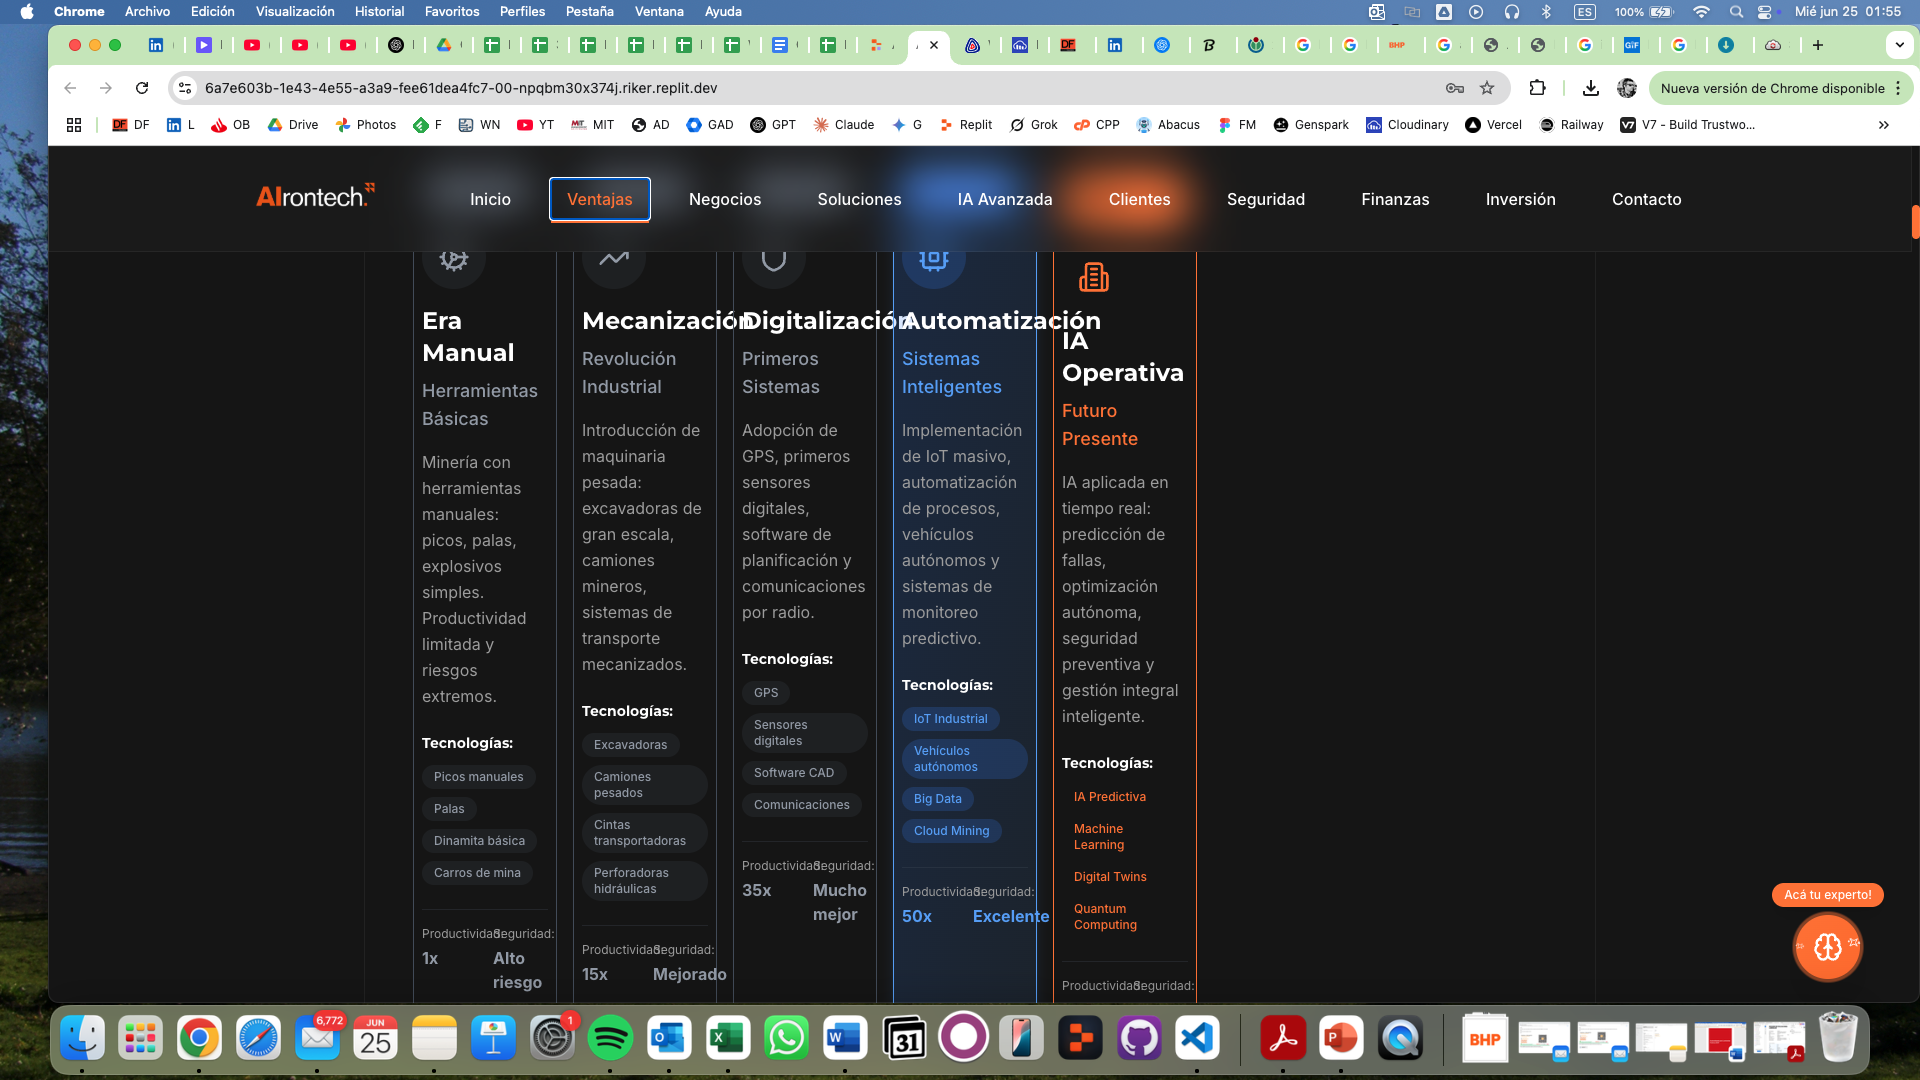 Chrome Archivo Edición Visualización Historial Favoritos Perfiles Pestaña Ventana Ayuda ES 100% Mié jun 25 01:55
6a7e603b-1e43-4e55-a3a9-fee61dea4fc7-00-npqbm30x374j.riker.replit.dev
Nueva versión de Chrome disponible
DF L OB Drive Photos F WN YT MIT AD GAD GPT Claude G Replit Grok CPP Abacus FM Genspark Cloudinary Vercel Railway V7 - Build Trustwo...
AIrontech.
Inicio Ventajas Negocios Soluciones IA Avanzada Clientes Seguridad Finanzas Inversión Contacto
Era
Manual
Herramientas
Básicas
Minería con
herramientas
manuales:
picos, palas,
explosivos
simples.
Productividad
limitada y
riesgos
extremos.
Tecnologías:
Picos manuales
Palas
Dinamita básica
Carros de mina
Productividad:
Seguridad:
1x
Alto
riesgo
Mecanización
Revolución
Industrial
Introducción de
maquinaria
pesada:
excavadoras de
gran escala,
camiones
mineros,
sistemas de
transporte
mecanizados.
Tecnologías:
Excavadoras
Camiones
pesados
Cintas
transportadoras
Perforadoras
hidráulicas
Productividad:
Seguridad:
15x
Mejorado
Digitalización
Primeros
Sistemas
Adopción de
GPS, primeros
sensores
digitales,
software de
planificación y
comunicaciones
por radio.
Tecnologías:
GPS
Sensores
digitales
Software CAD
Comunicaciones
Productividad:
Seguridad:
35x
Mucho
mejor
Automatización
Sistemas
Inteligentes
Implementación
de IoT masivo,
automatización
de procesos,
vehículos
autónomos y
sistemas de
monitoreo
predictivo.
Tecnologías:
IoT Industrial
Vehículos
autónomos
Big Data
Cloud Mining
Productividad:
Seguridad:
50x
Excelente
IA
Operativa
Futuro
Presente
IA aplicada en
tiempo real:
predicción de
fallas,
optimización
autónoma,
seguridad
preventiva y
gestión integral
inteligente.
Tecnologías:
IA Predictiva
Machine
Learning
Digital Twins
Quantum
Computing
Productividad:
Seguridad:
Acá tu experto!
6,772
JUN
25
1
31
BHP